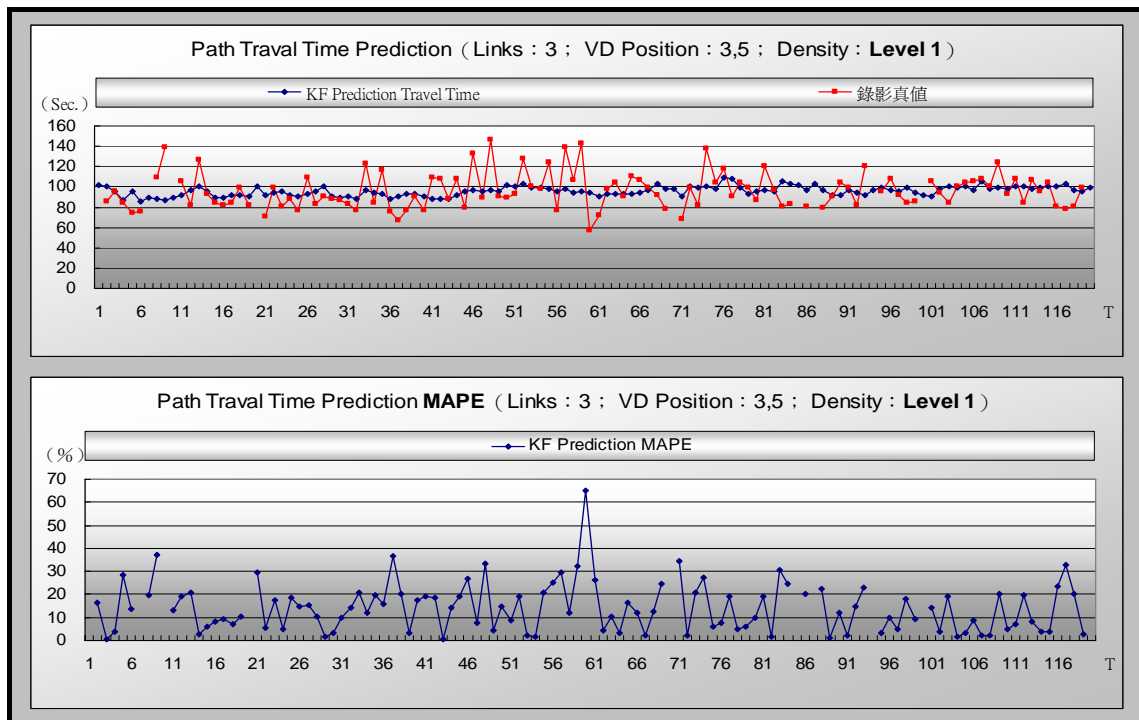 Path Traval Time Prediction（Links：3； VD Position：3,5； Density：Level 1）
KF Prediction Travel Time
錄影真値
（Sec.）
160
140
120
100
80
60
40
20
0
1 6 11 16 21 26 31 36 41 46 51 56 61 66 71 76 81 86 91 96 101 106 111 116 T
Path Traval Time Prediction MAPE（Links：3； VD Position：3,5； Density：Level 1）
KF Prediction MAPE
（%）
70
60
50
40
30
20
10
0
1 6 11 16 21 26 31 36 41 46 51 56 61 66 71 76 81 86 91 96 101 106 111 116 T